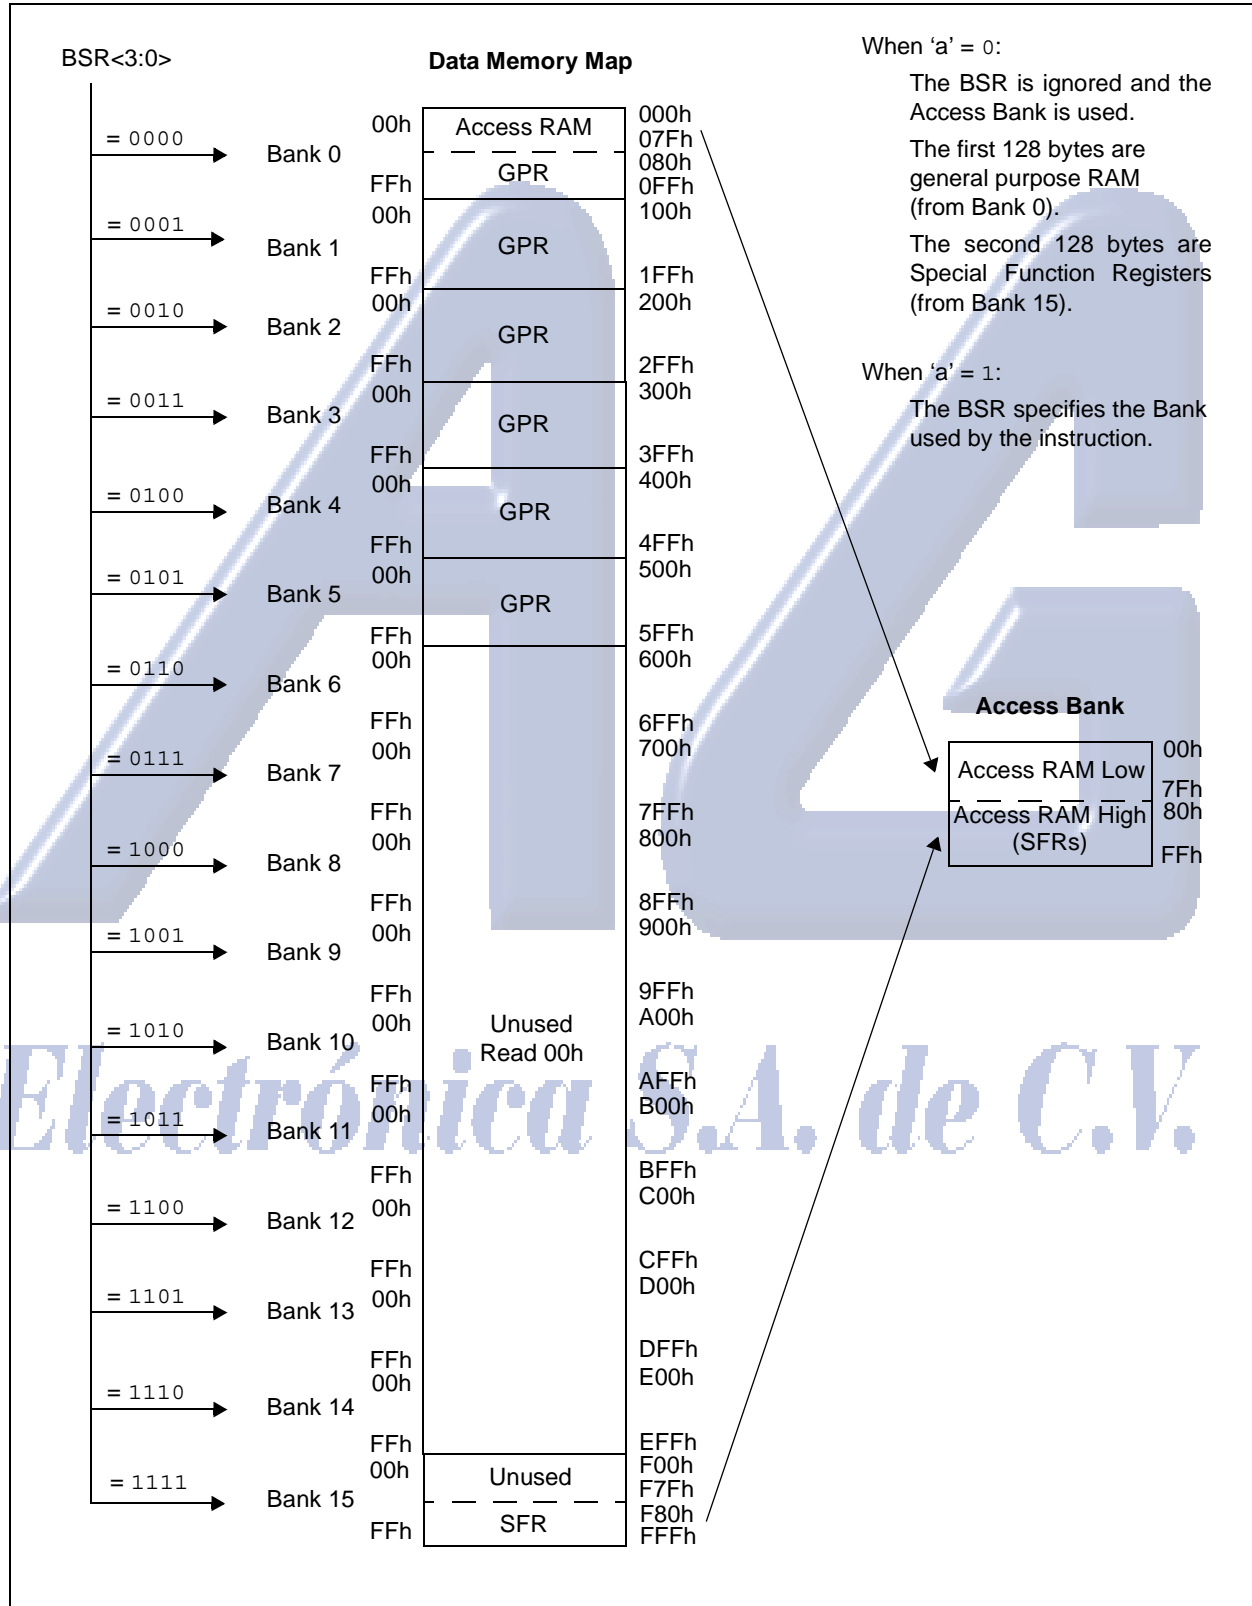 BSR<3:0>
Data Memory Map
= 0000
Bank 0
00h
Access RAM
000h
07Fh
GPR
080h
FFh
0FFh
= 0001
Bank 1
00h
GPR
100h
FFh
1FFh
= 0010
Bank 2
00h
GPR
200h
FFh
2FFh
= 0011
Bank 3
00h
GPR
300h
FFh
3FFh
= 0100
Bank 4
00h
GPR
400h
FFh
4FFh
= 0101
Bank 5
00h
GPR
500h
FFh
5FFh
= 0110
Bank 6
00h
600h
FFh
6FFh
= 0111
Bank 7
00h
700h
FFh
7FFh
= 1000
Bank 8
00h
800h
FFh
8FFh
= 1001
Bank 9
00h
900h
FFh
9FFh
= 1010
Bank 10
00h
A00h
Unused
Read 00h
FFh
AFFh
= 1011
Bank 11
00h
B00h
FFh
BFFh
= 1100
Bank 12
00h
C00h
FFh
CFFh
= 1101
Bank 13
00h
D00h
FFh
DFFh
= 1110
Bank 14
00h
E00h
FFh
EFFh
= 1111
Bank 15
00h
Unused
F00h
F7Fh
SFR
F80h
FFh
FFFh
When ‘a’ = 0:
The BSR is ignored and the
Access Bank is used.
The first 128 bytes are
general purpose RAM
(from Bank 0).
The second 128 bytes are
Special Function Registers
(from Bank 15).
When ‘a’ = 1:
The BSR specifies the Bank
used by the instruction.
Access Bank
Access RAM Low
00h
7Fh
Access RAM High
(SFRs)
80h
FFh
AG
Electrónica S.A. de C.V.